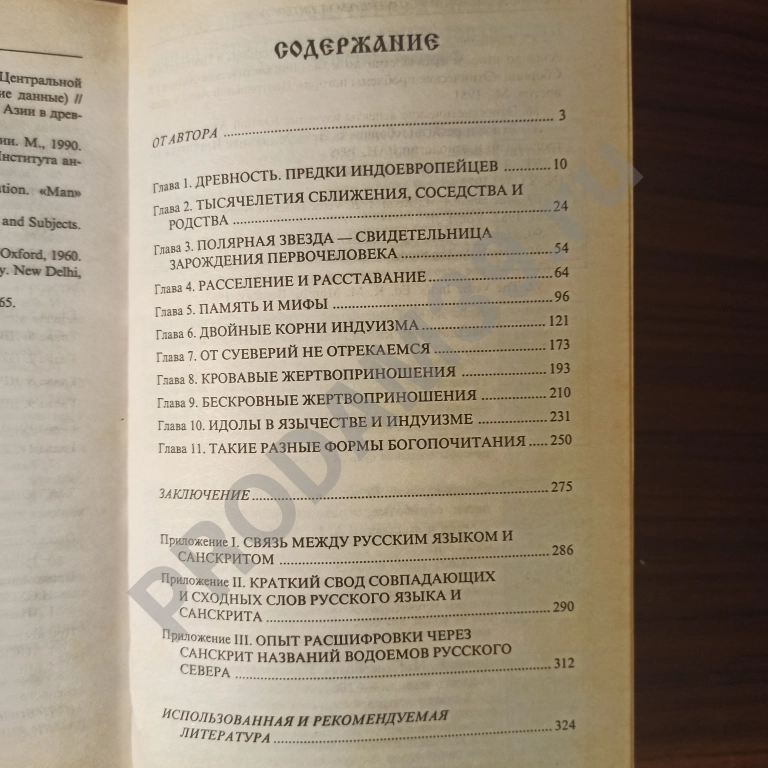 Центральной
ие данные) //
Азии в древ-
нии. М., 1990.
Института ан-
ation. «Man»
and Subjects.
Oxford, 1960.
y. New Delhi,
65.
СОДЕРЖАНИЕ
ОТ АВТОРА 3
Глава 1. ДРЕВНОСТЬ. ПРЕДКИ ИНДОЕВРОПЕЙЦЕВ 10
Глава 2. ТЫСЯЧЕЛЕТИЯ СБЛИЖЕНИЯ, СОСЕДСТВА И
РОДСТВА 24
Глава 3. ПОЛЯРНАЯ ЗВЕЗДА — СВИДЕТЕЛЬНИЦА
ЗАРОЖДЕНИЯ ПЕРВОЧЕЛОВЕКА 54
Глава 4. РАССЕЛЕНИЕ И РАССТАВАНИЕ 64
Глава 5. ПАМЯТЬ И МИФЫ 96
Глава 6. ДВОЙНЫЕ КОРНИ ИНДУИЗМА 121
Глава 7. ОТ СУЕВЕРИЙ НЕ ОТРЕКАЕМСЯ 173
Глава 8. КРОВАВЫЕ ЖЕРТВОПРИНОШЕНИЯ 193
Глава 9. БЕСКРОВНЫЕ ЖЕРТВОПРИНОШЕНИЯ 210
Глава 10. ИДОЛЫ В ЯЗЫЧЕСТВЕ И ИНДУИЗМЕ 231
Глава 11. ТАКИЕ РАЗНЫЕ ФОРМЫ БОГОПОЧИТАНИЯ 250
ЗАКЛЮЧЕНИЕ 275
Приложение I. СВЯЗЬ МЕЖДУ РУССКИМ ЯЗЫКОМ И
САНСКРИТОМ 286
Приложение II. КРАТКИЙ СВОД СОВПАДАЮЩИХ
И СХОДНЫХ СЛОВ РУССКОГО ЯЗЫКА И
САНСКРИТА 290
Приложение III. ОПЫТ РАСШИФРОВКИ ЧЕРЕЗ
САНСКРИТ НАЗВАНИЙ ВОДОЕМОВ РУССКОГО
СЕВЕРА 312
ИСПОЛЬЗОВАННАЯ И РЕКОМЕНДУЕМАЯ
ЛИТЕРАТУРА 324
PRODAM39.ru